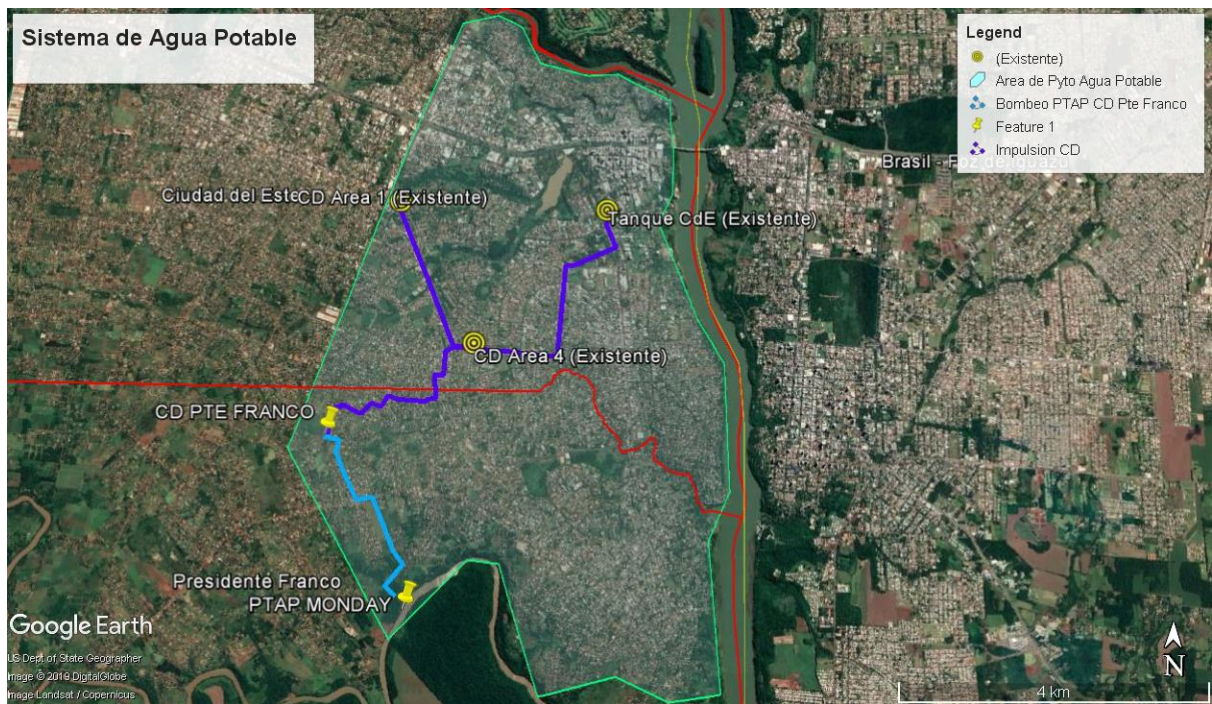 Sistema de Agua Potable
Legend
(Existente)
Area de Pyto Agua Potable
Bombeo PTAP CD Pte Franco
Feature 1
Impulsion CD
Brasil - Foz de Iguazú
Ciudad del Este
CD Area 1 (Existente)
Tanque CdE (Existente)
CD Area 4 (Existente)
CD PTE FRANCO
Presidente Franco
PTAP MONDAY
Google Earth
US Dept of State Geographer
Image © 2019 DigitalGlobe
Image Landsat / Copernicus
N
4 km